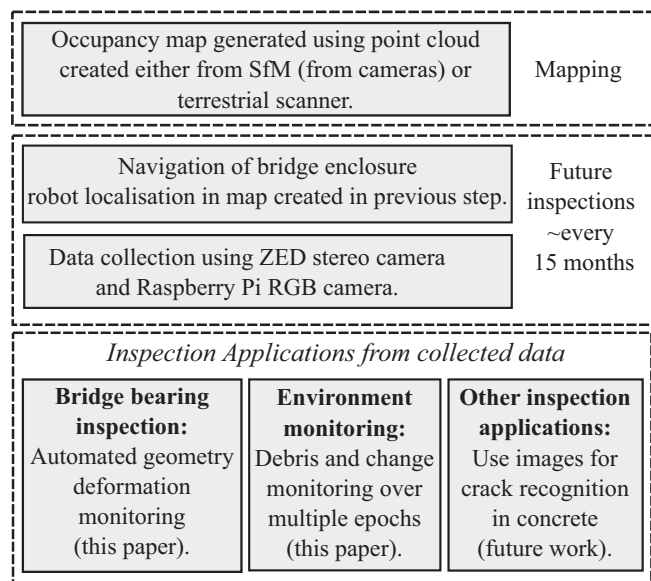 Occupancy map generated using point cloud
created either from SfM (from cameras) or
terrestrial scanner.
Mapping
Navigation of bridge enclosure
robot localisation in map created in previous step.
Data collection using ZED stereo camera
and Raspberry Pi RGB camera.
Future
inspections
~every
15 months
Inspection Applications from collected data
Bridge bearing
inspection:
Automated geometry
deformation
monitoring
(this paper).
Environment
monitoring:
Debris and change
monitoring over
multiple epochs
(this paper).
Other inspection
applications:
Use images for
crack recognition
in concrete
(future work).